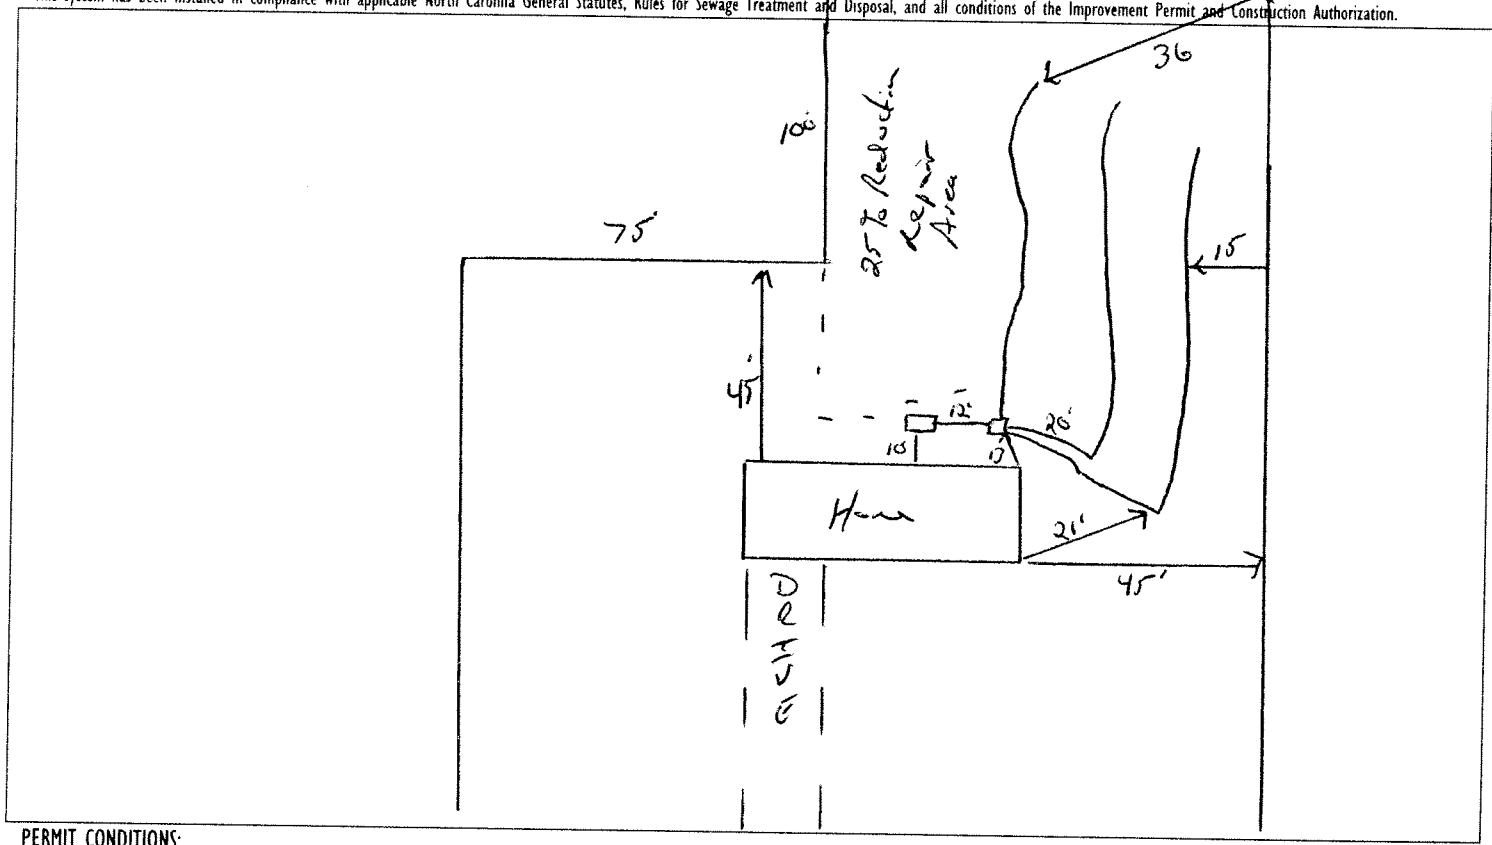 This system has been installed in compliance with applicable North Carolina General Statutes, Rules for Sewage Treatment and Disposal, and all conditions of the Improvement Permit and Construction Authorization.
36
100
25% Reduction
Repair
Area
75'
15
45'
12'
20'
10
13'
21'
45'
DRIVE
PERMIT CONDITIONS: